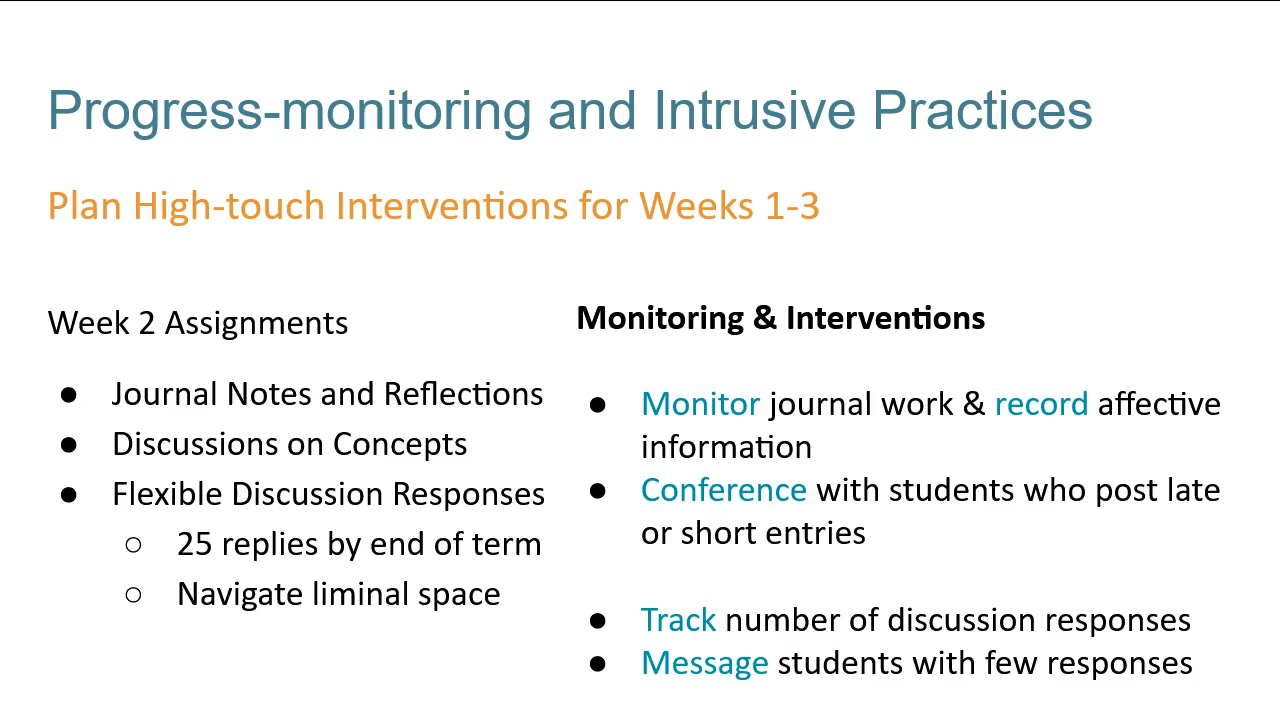 Progress-monitoring and Intrusive Practices
Plan High-touch Interventions for Weeks 1-3
Week 2 Assignments
● Journal Notes and Reflections
● Discussions on Concepts
● Flexible Discussion Responses
○ 25 replies by end of term
○ Navigate liminal space
Monitoring & Interventions
● Monitor journal work & record affective
information
● Conference with students who post late
or short entries
● Track number of discussion responses
● Message students with few responses